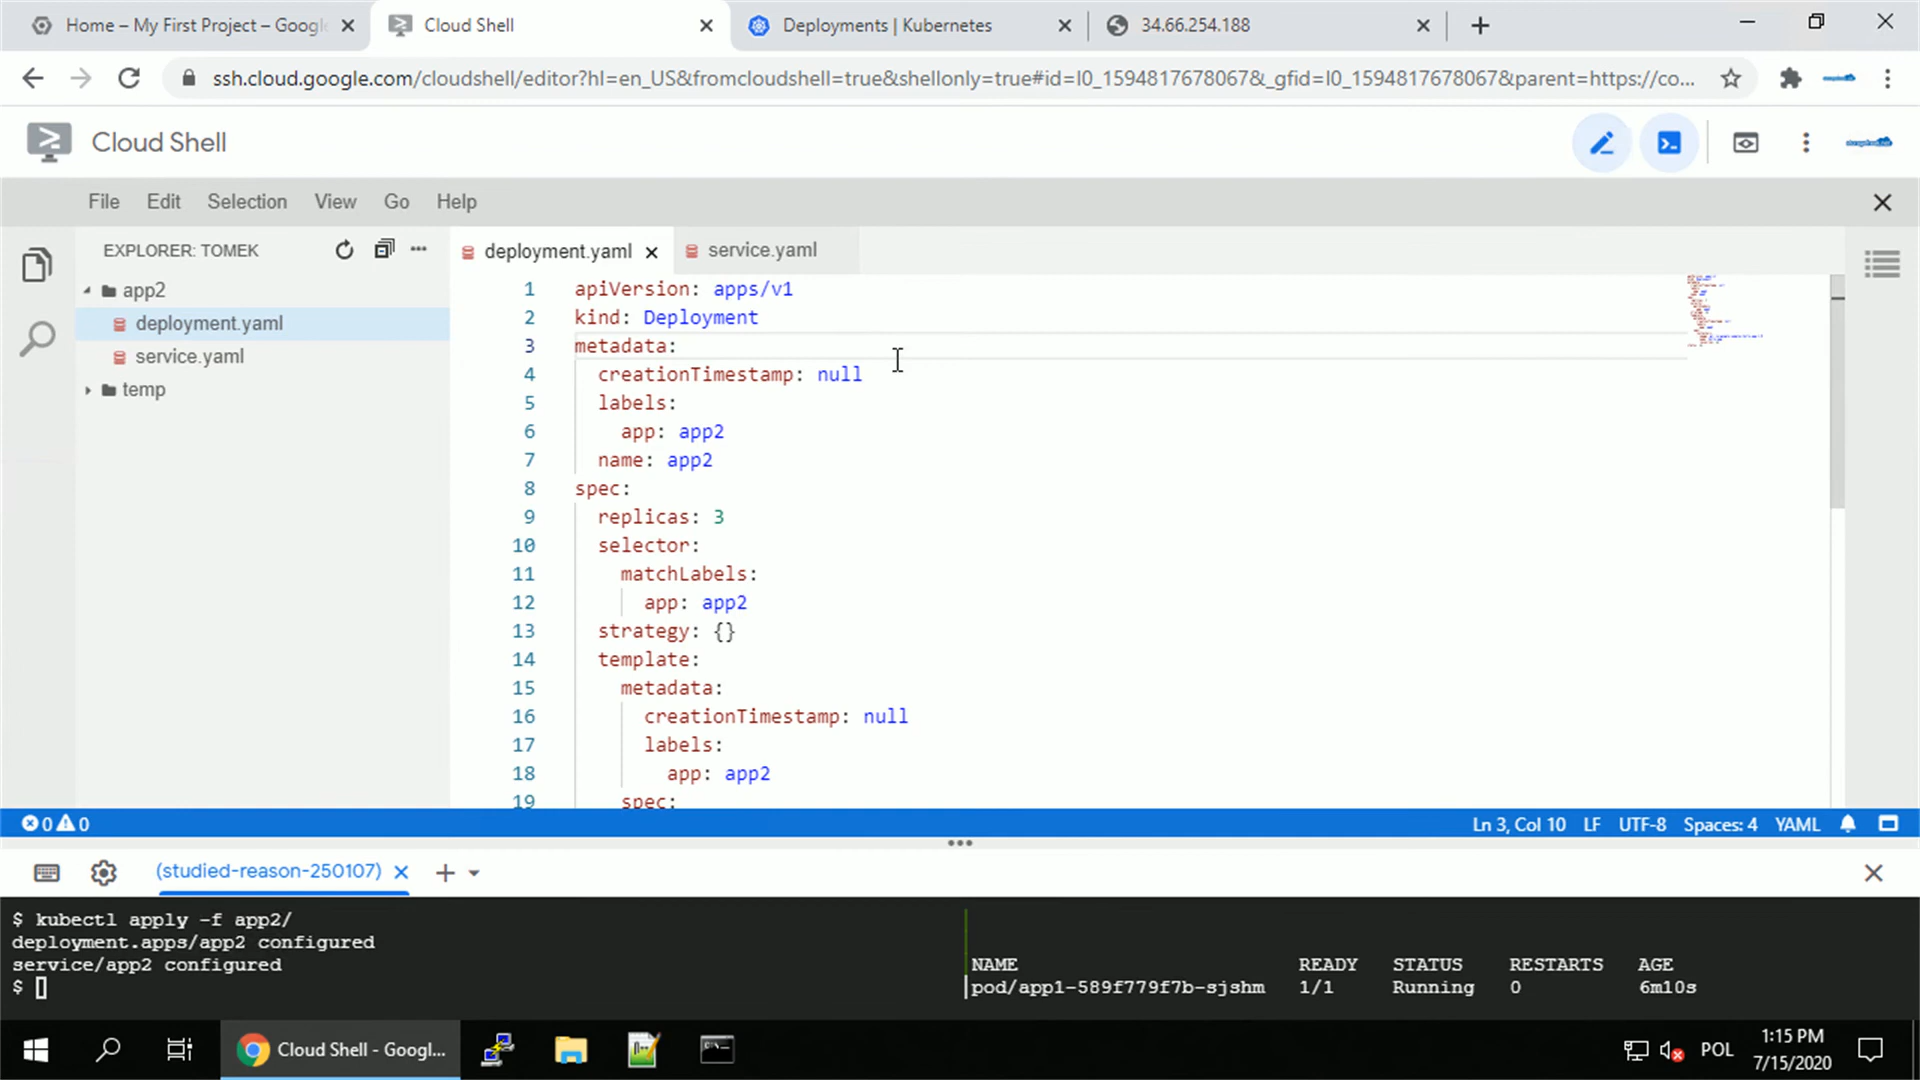 Home – My First Project – Googl
Cloud Shell
Deployments | Kubernetes
34.66.254.188
ssh.cloud.google.com/cloudshell/editor?hl=en_US&fromcloudshell=true&shellonly=true#id=I0_1594817678067&_gfid=I0_1594817678067&parent=https://co...
Cloud Shell
File Edit Selection View Go Help
EXPLORER: TOMEK
deployment.yaml
service.yaml
app2
deployment.yaml
service.yaml
temp
1 apiVersion: apps/v1
2 kind: Deployment
3 metadata:
4 creationTimestamp: null
5 labels:
6 app: app2
7 name: app2
8 spec:
9 replicas: 3
10 selector:
11 matchLabels:
12 app: app2
13 strategy: {}
14 template:
15 metadata:
16 creationTimestamp: null
17 labels:
18 app: app2
19 spec:
0 0
Ln 3, Col 10 LF UTF-8 Spaces: 4 YAML
(studied-reason-250107)
$ kubectl apply -f app2/
deployment.apps/app2 configured
service/app2 configured
$
NAME READY STATUS RESTARTS AGE
pod/app1-589f779f7b-sjshm 1/1 Running 0 6m10s
Cloud Shell - Googl...
POL
1:15 PM
7/15/2020